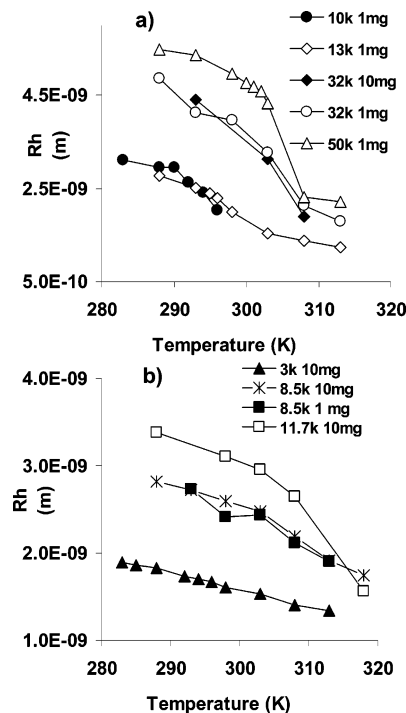 a)
10k 1mg
13k 1mg
32k 10mg
32k 1mg
50k 1mg
4.5E-09
2.5E-09
5.0E-10
Rh
(m)
280 290 300 310 320
Temperature (K)
b)
3k 10mg
8.5k 10mg
8.5k 1 mg
11.7k 10mg
4.0E-09
3.0E-09
2.0E-09
1.0E-09
Rh
(m)
280 290 300 310 320
Temperature (K)